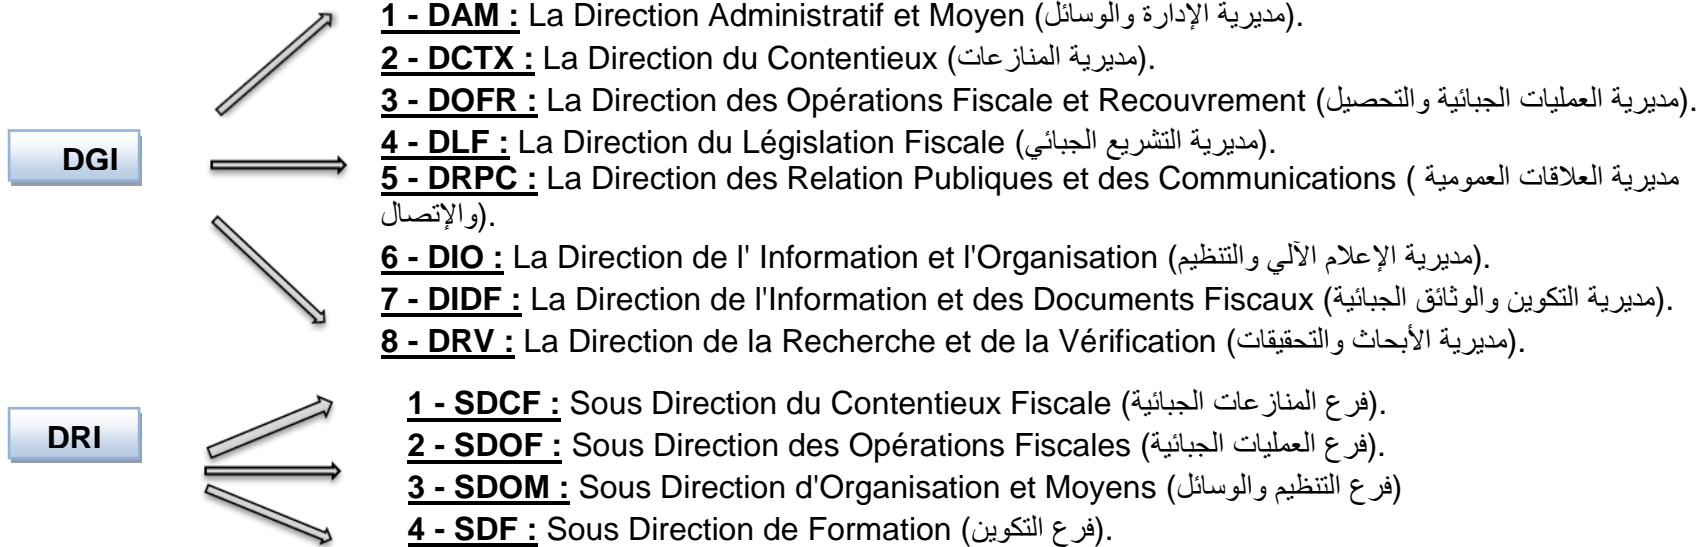 1 - DAM : La Direction Administratif et Moyen (مديرية الإدارة والوسائل).
2 - DCTX : La Direction du Contentieux (مديرية المنازعات).
3 - DOFR : La Direction des Opérations Fiscale et Recouvrement (مديرية العمليات الجبائية والتحصيل).
DGI
4 - DLF : La Direction du Législation Fiscale (مديرية التشريع الجبائي).
5 - DRPC : La Direction des Relation Publiques et des Communications ( مديرية العلاقات العمومية
والإتصال).
6 - DIO : La Direction de l' Information et l'Organisation (مديرية الإعلام الآلي والتنظيم).
7 - DIDF : La Direction de l'Information et des Documents Fiscaux (مديرية التكوين والوثائق الجبائية).
8 - DRV : La Direction de la Recherche et de la Vérification (مديرية الأبحاث والتحقيقات).
DRI
1 - SDCF : Sous Direction du Contentieux Fiscale (فرع المنازعات الجبائية).
2 - SDOF : Sous Direction des Opérations Fiscales (فرع العمليات الجبائية).
3 - SDOM : Sous Direction d'Organisation et Moyens (فرع التنظيم والوسائل)
4 - SDF : Sous Direction de Formation (فرع التكوين).